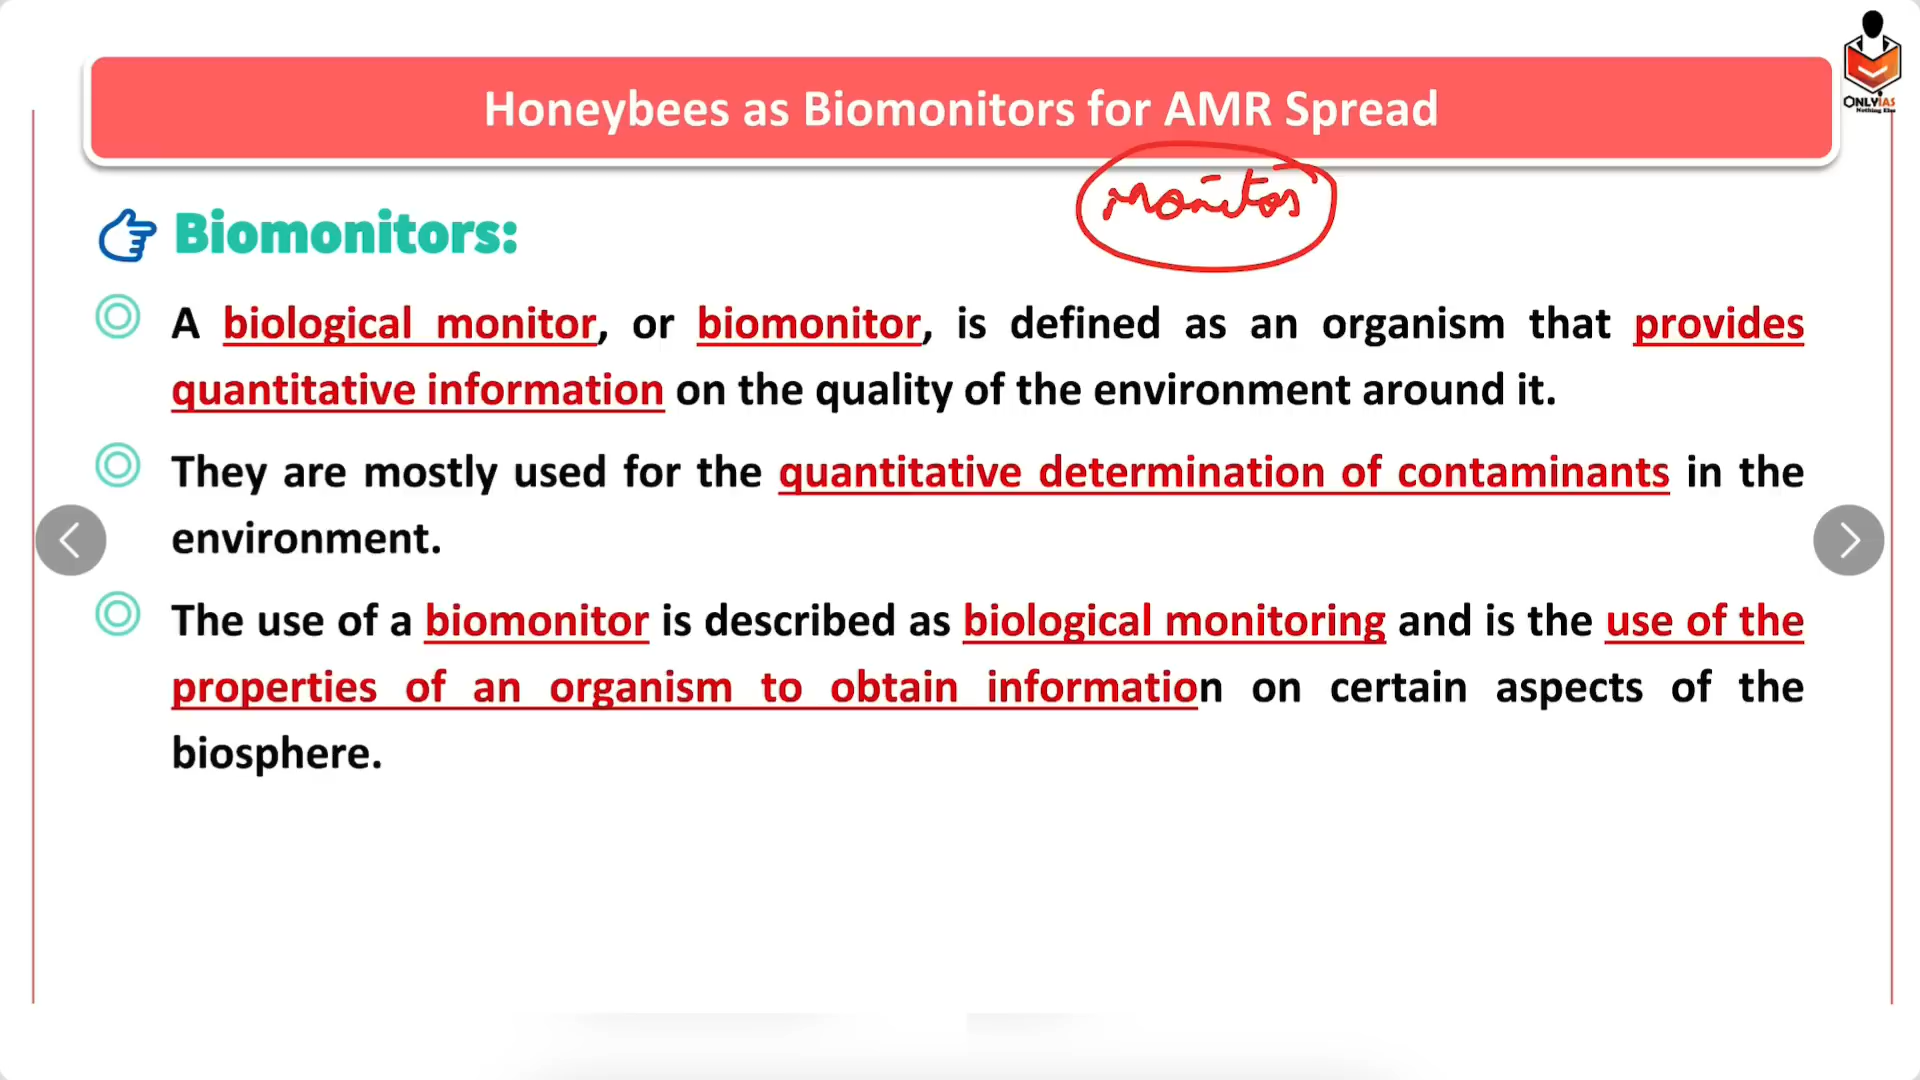 ONLYIAS
Nothing Else
Honeybees as Biomonitors for AMR Spread
Monitor
Biomonitors:
A biological monitor, or biomonitor, is defined as an organism that provides
quantitative information on the quality of the environment around it.
They are mostly used for the quantitative determination of contaminants in the
environment.
The use of a biomonitor is described as biological monitoring and is the use of the
properties of an organism to obtain information on certain aspects of the
biosphere.